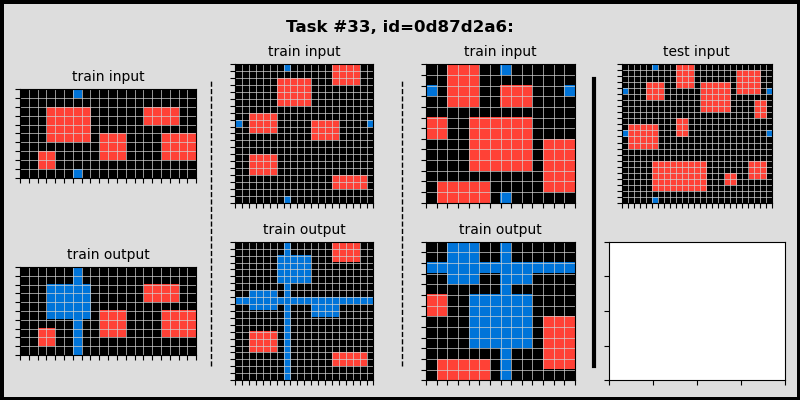 Task #33, id=0d87d2a6:
train input
train input
train input
test input
train output
train output
train output